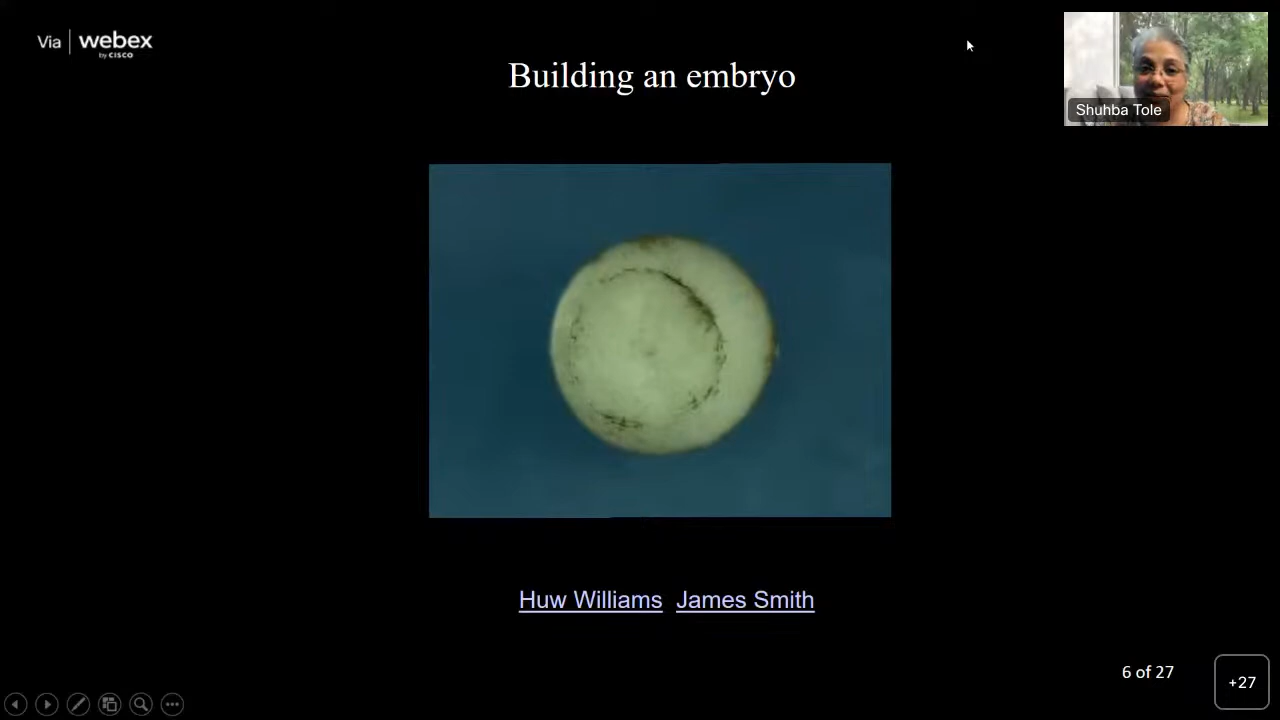 Via | webex
by CISCO
Building an embryo
Shuhba Tole
Huw Williams James Smith
6 of 27
+27